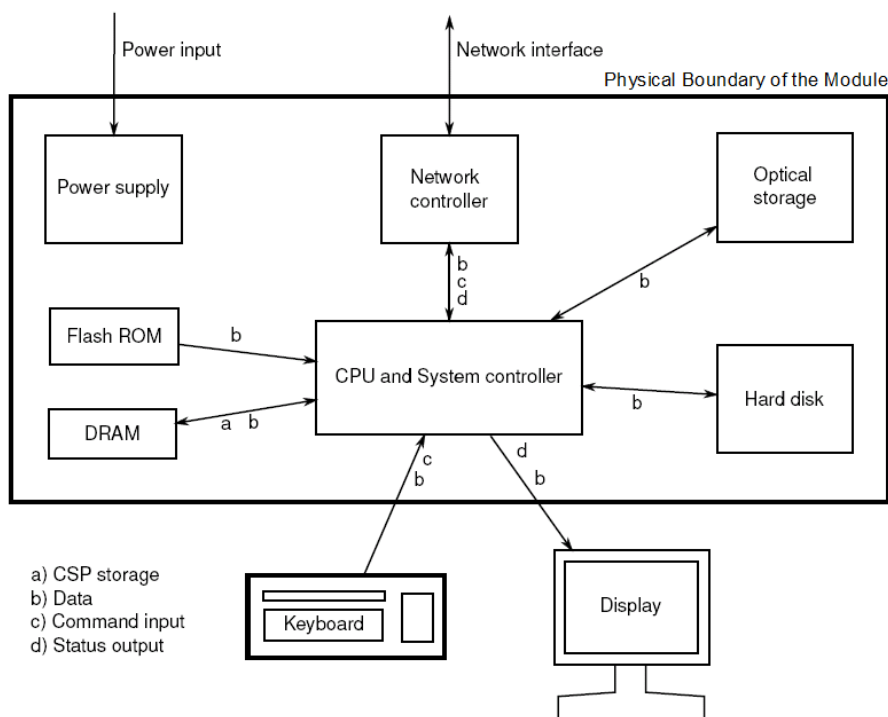 Power input
Network interface
Physical Boundary of the Module
Power supply
Network
controller
Optical
storage
b
c
d
b
Flash ROM
b
CPU and System controller
b
Hard disk
DRAM
a b
c
b
d
b
a) CSP storage
b) Data
c) Command input
d) Status output
Keyboard
Display